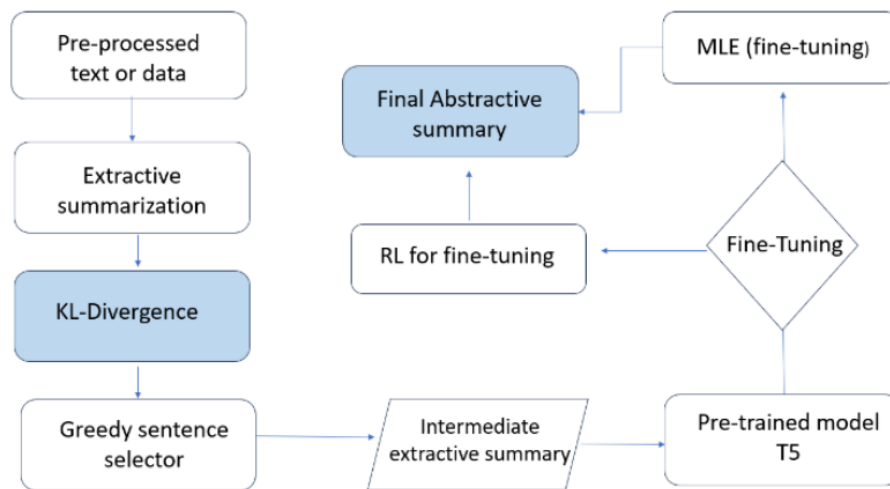 Pre-processed
text or data
Extractive
summarization
KL-Divergence
Greedy sentence
selector
Intermediate
extractive summary
Pre-trained model
T5
Fine-Tuning
MLE (fine-tuning)
RL for fine-tuning
Final Abstractive
summary